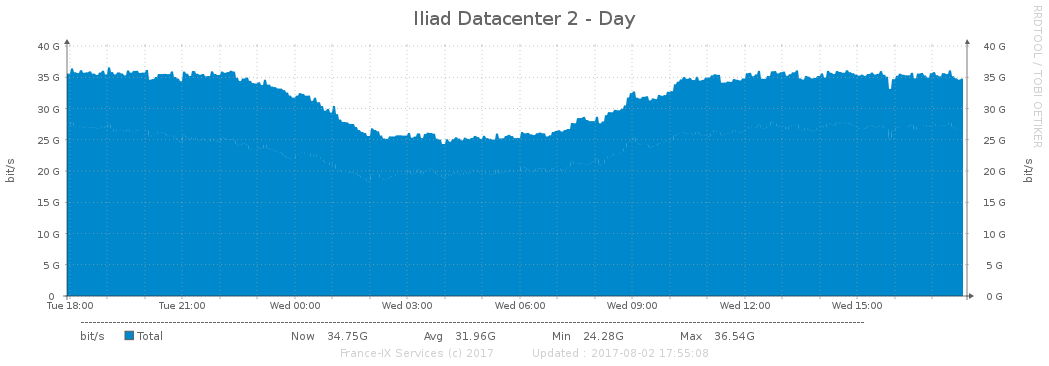 Iliad Datacenter 2 - Day
RRDTOOL / TOBI OETIKER
40 G 40 G
35 G 35 G
30 G 30 G
25 G 25 G
20 G 20 G
15 G 15 G
10 G 10 G
5 G 5 G
0 0 G
bit/s bit/s
Tue 18:00 Tue 21:00 Wed 00:00 Wed 03:00 Wed 06:00 Wed 09:00 Wed 12:00 Wed 15:00
bit/s Total Now 34.75G Avg 31.96G Min 24.28G Max 36.54G
France-IX Services (c) 2017 Updated : 2017-08-02 17:55:08